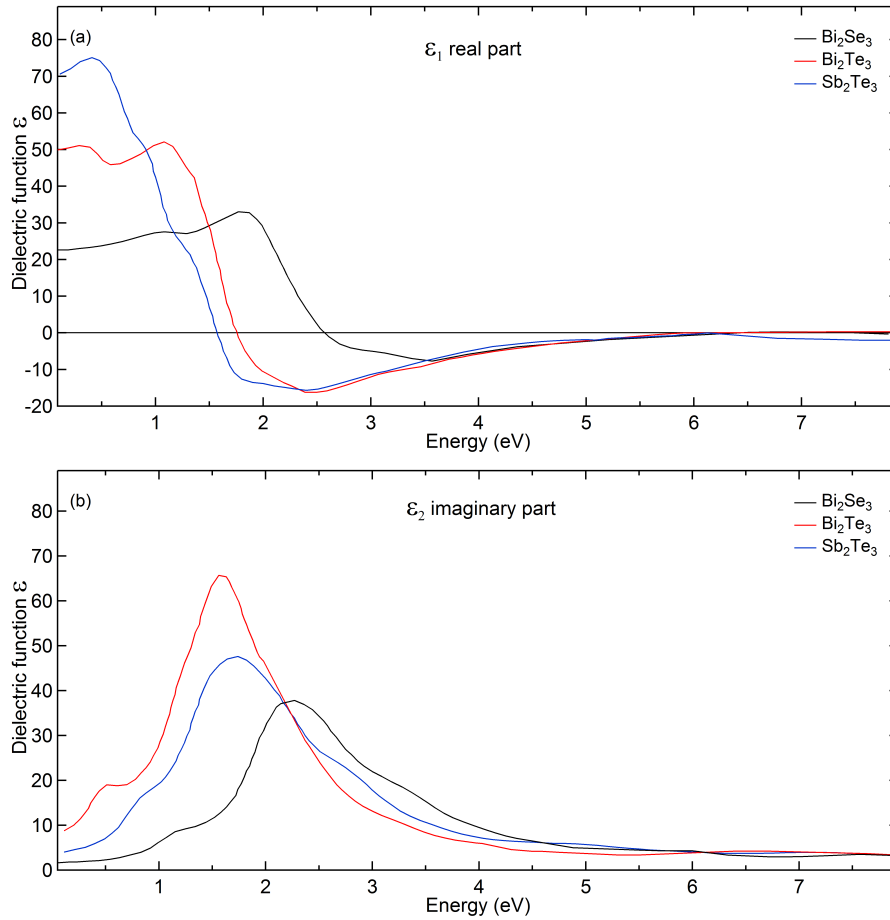 (a)
ε₁ real part
Bi₂Se₃
Bi₂Te₃
Sb₂Te₃
Dielectric function ε
80
70
60
50
40
30
20
10
0
-10
-20
1 2 3 4 5 6 7
Energy (eV)
(b)
ε₂ imaginary part
Bi₂Se₃
Bi₂Te₃
Sb₂Te₃
Dielectric function ε
80
70
60
50
40
30
20
10
0
1 2 3 4 5 6 7
Energy (eV)